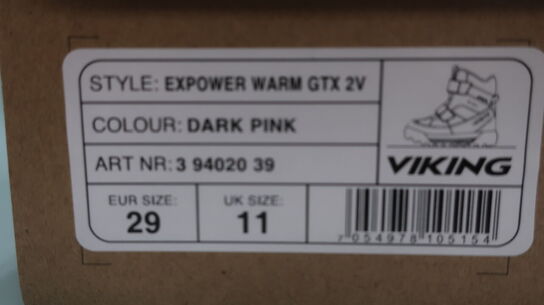 STYLE: EXPOWER WARM GTX 2V
COLOUR: DARK PINK
ART NR: 3 94020 39
VIKING
EUR SIZE: UK SIZE:
29 11
7 054978 105154